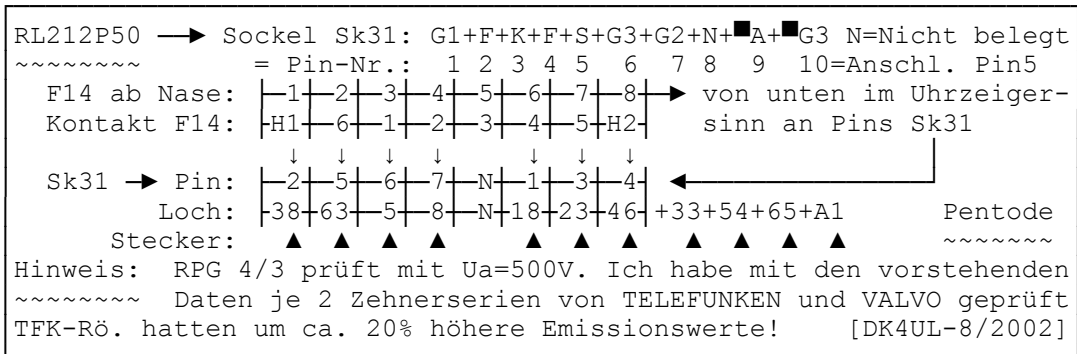 RL212P50 ──► Sockel Sk31: G1+F+K+F+S+G3+G2+N+▀A+▀G3 N=Nicht belegt
~~~~~~~~ = Pin-Nr.: 1 2 3 4 5 6 7 8 9 10=Anschl. Pin5
F14 ab Nase: ├─1┼─2┼─3┼─4┼─5┼─6┼─7┼─8┼─► von unten im Uhrzeiger-
Kontakt F14: ├H1┼─6┼─1┼─2┼─3┼─4┼─5┼H2┤ sinn an Pins Sk31
↓ ↓ ↓ ↓ ↓ ↓ ↓
Sk31 ─► Pin: ├─2┼─5┼─6┼─7┼─N┼─1┼─3┼─4┤ ◄
Loch: ├38┼63┼─5┼─8┼─N┼18┼23┼46┤ +33+54+65+A1 Pentode
Stecker: ▲ ▲ ▲ ▲ ▲ ▲ ▲ ▲ ▲ ▲ ▲ ~~~~~~~
Hinweis: RPG 4/3 prüft mit Ua=500V. Ich habe mit den vorstehenden
~~~~~~~~ Daten je 2 Zehnerserien von TELEFUNKEN und VALVO geprüft
TFK-Rö. hatten um ca. 20% höhere Emissionswerte! [DK4UL-8/2002]